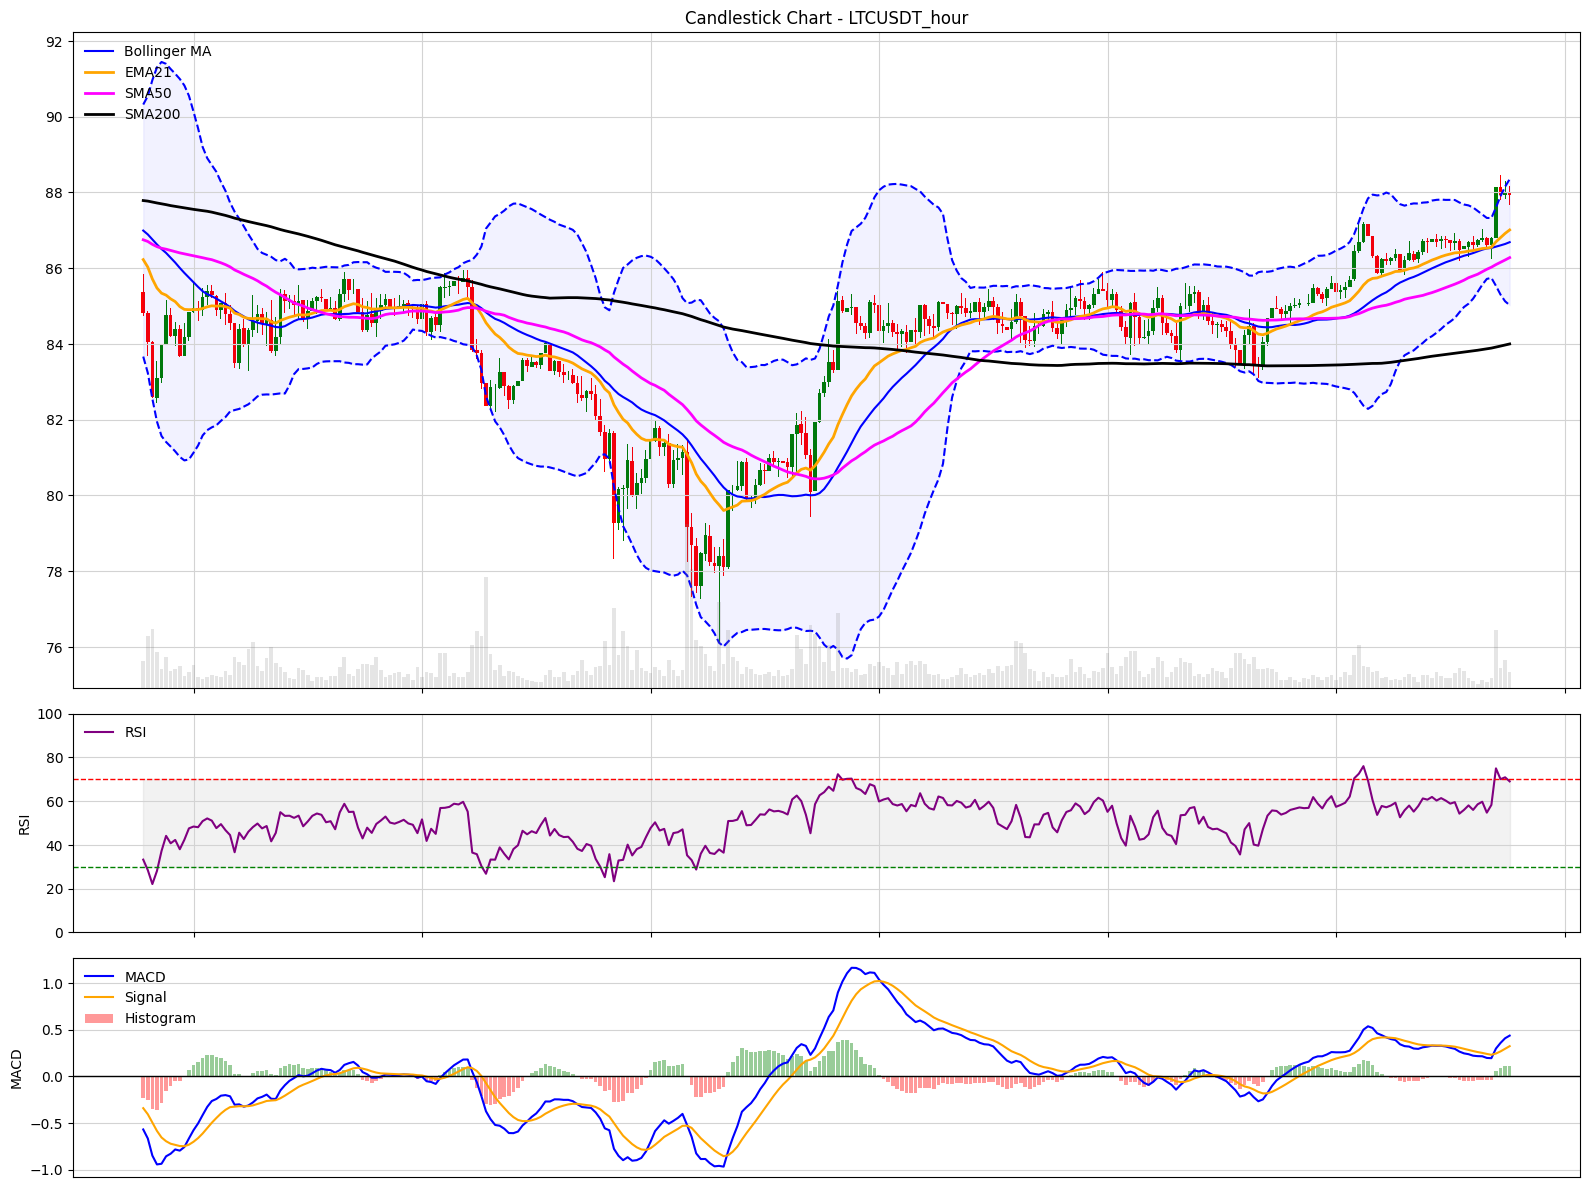 Candlestick Chart - LTCUSDT_hour
92
90
88
86
84
82
80
78
76
Bollinger MA
EMA21
SMA50
SMA200
100
80
60
40
20
0
RSI
RSI
1.0
0.5
0.0
−0.5
−1.0
MACD
MACD
Signal
Histogram